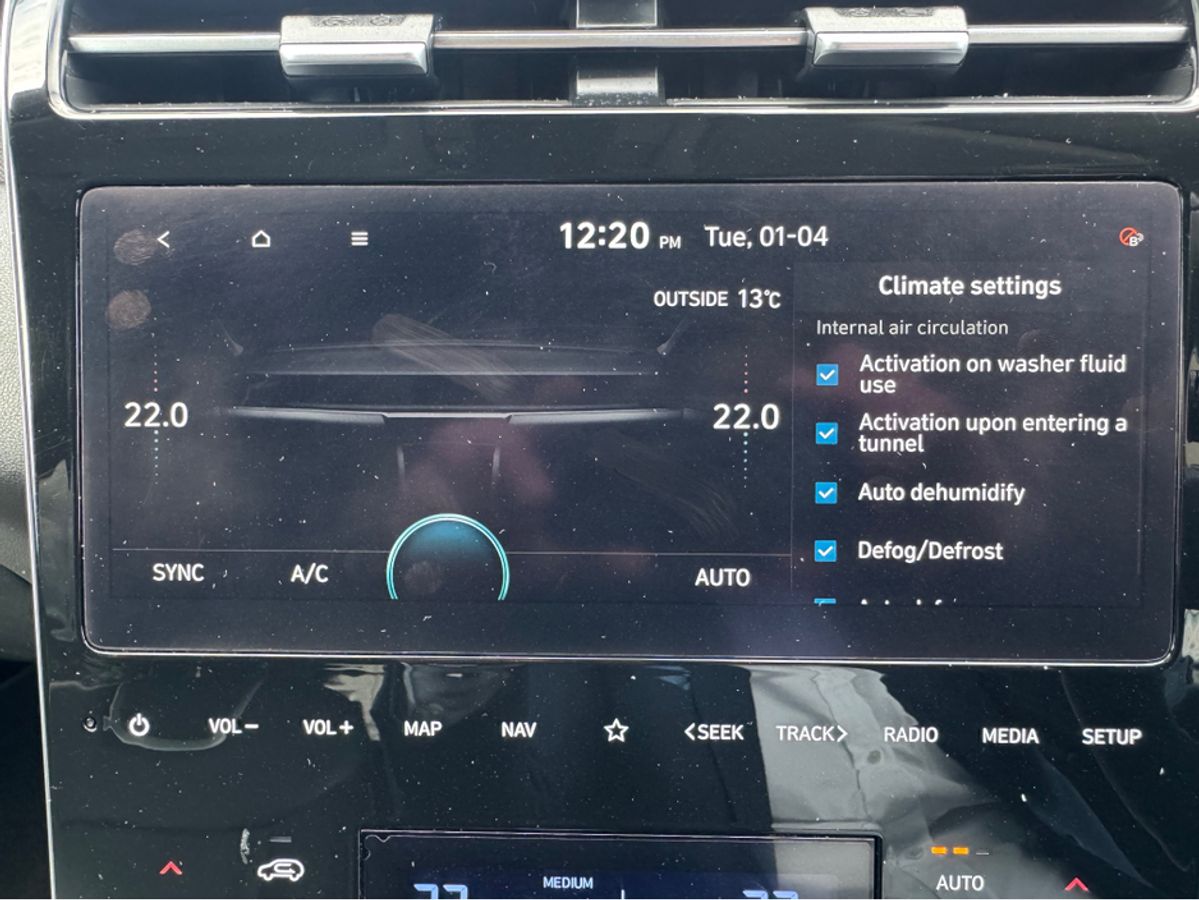 12:20 PM Tue, 01-04
OUTSIDE 13°C
22.0
22.0
SYNC
A/C
AUTO
Climate settings
Internal air circulation
Activation on washer fluid
use
Activation upon entering a
tunnel
Auto dehumidify
Defog/Defrost
VOL−
VOL+
MAP
NAV
<SEEK
TRACK>
RADIO
MEDIA
SETUP
MEDIUM
AUTO